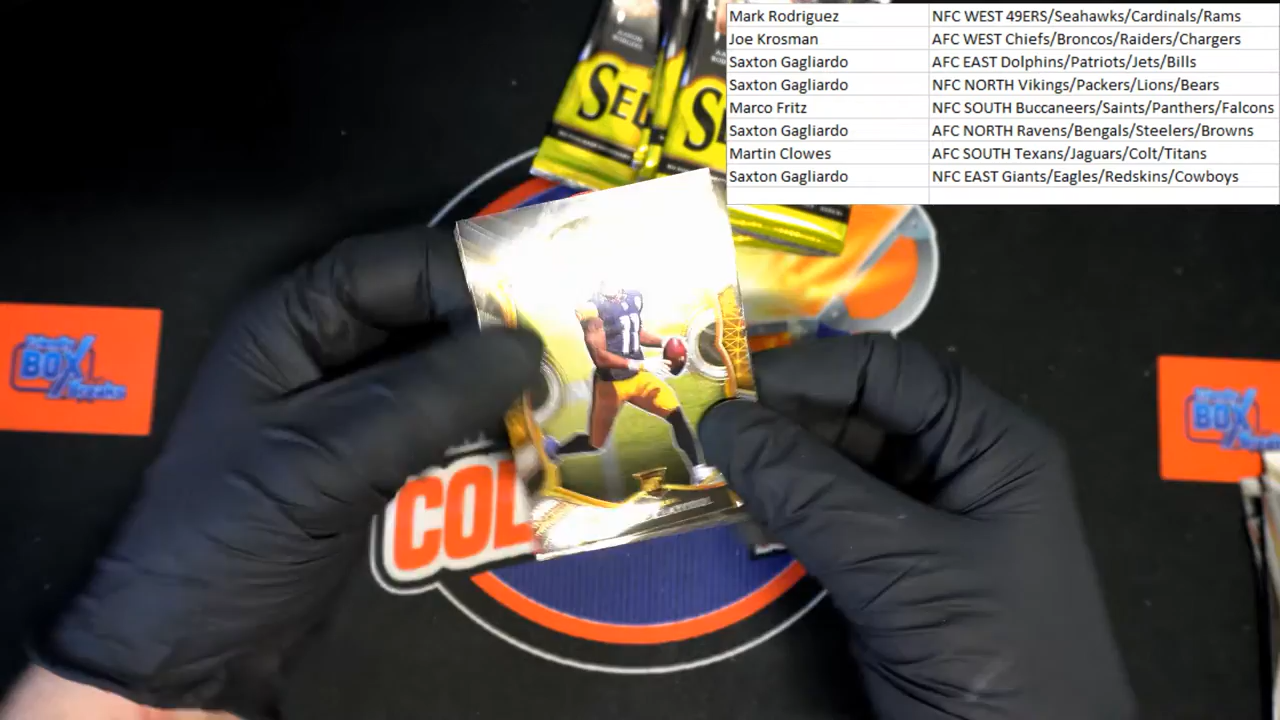 Mark Rodriguez NFC WEST 49ERS/Seahawks/Cardinals/Rams
Joe Krosman AFC WEST Chiefs/Broncos/Raiders/Chargers
Saxton Gagliardo AFC EAST Dolphins/Patriots/Jets/Bills
Saxton Gagliardo NFC NORTH Vikings/Packers/Lions/Bears
Marco Fritz NFC SOUTH Buccaneers/Saints/Panthers/Falcons
Saxton Gagliardo AFC NORTH Ravens/Bengals/Steelers/Browns
Martin Clowes AFC SOUTH Texans/Jaguars/Colt/Titans
Saxton Gagliardo NFC EAST Giants/Eagles/Redskins/Cowboys
SEL
S
11
BOX
BOX
COL